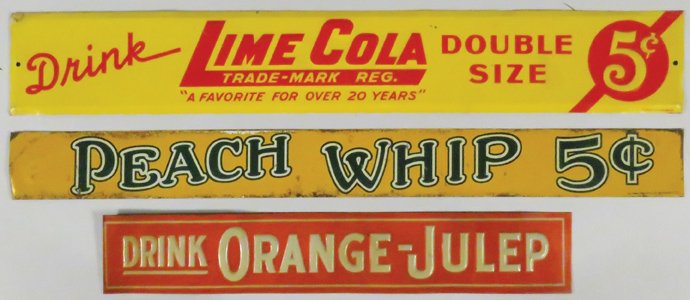 Drink LIME COLA DOUBLE SIZE 5¢
TRADE-MARK REG.
"A FAVORITE FOR OVER 20 YEARS"
PEACH WHIP 5¢
DRINK ORANGE-JULEP